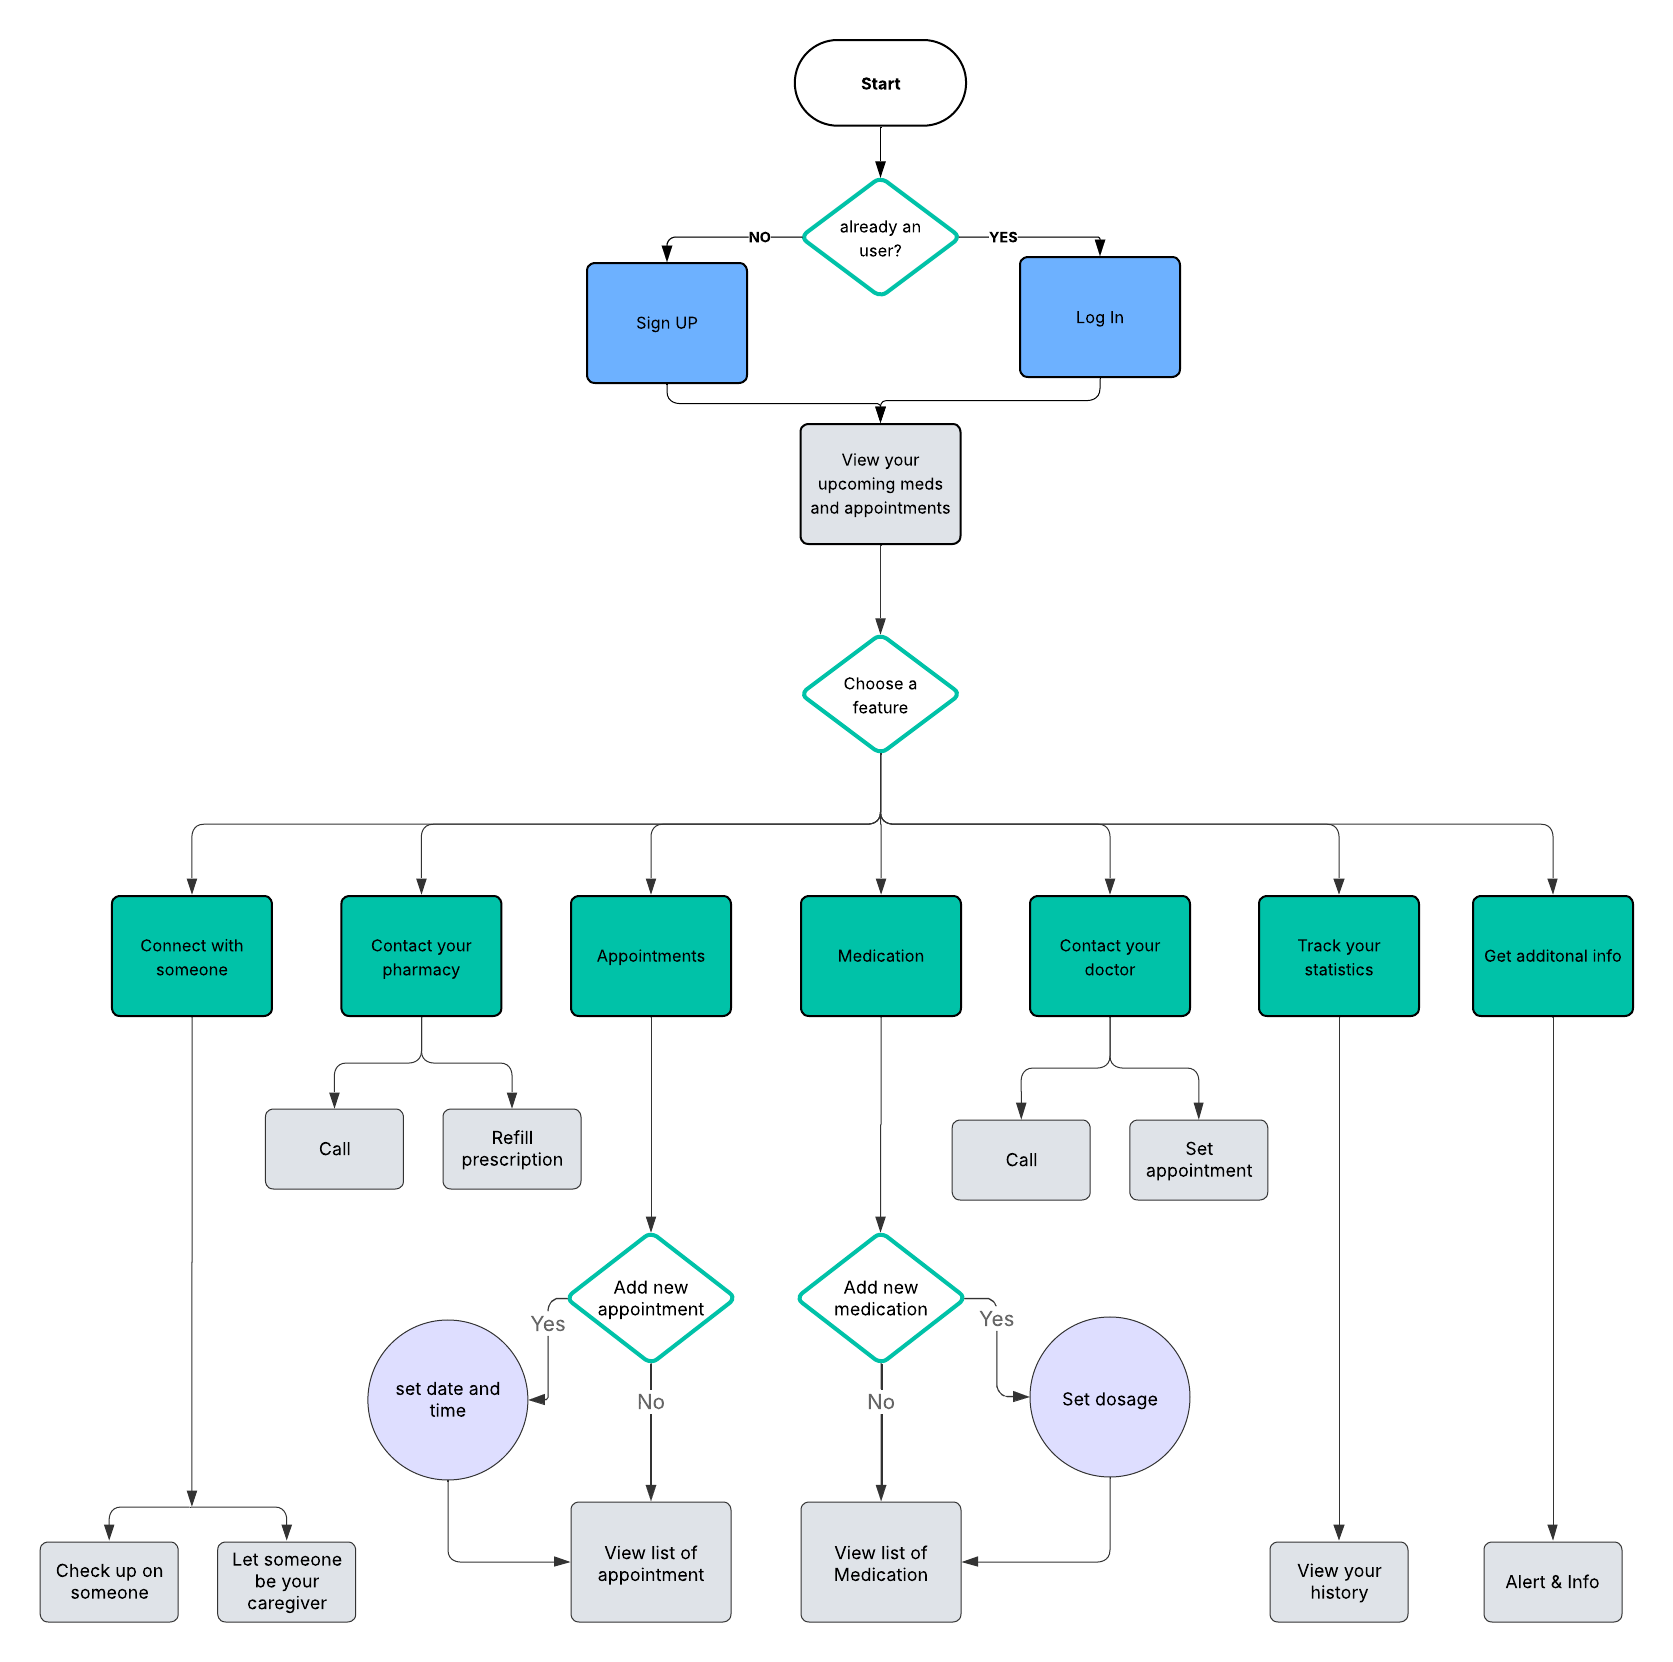 Start
already an
user?
NO
YES
Sign UP
Log In
View your
upcoming meds
and appointments
Choose a
feature
Connect with
someone
Contact your
pharmacy
Appointments
Medication
Contact your
doctor
Track your
statistics
Get additonal info
Call
Refill
prescription
Call
Set
appointment
Add new
appointment
Add new
medication
Yes
Yes
set date and
time
No
No
Set dosage
Check up on
someone
Let someone
be your
caregiver
View list of
appointment
View list of
Medication
View your
history
Alert & Info